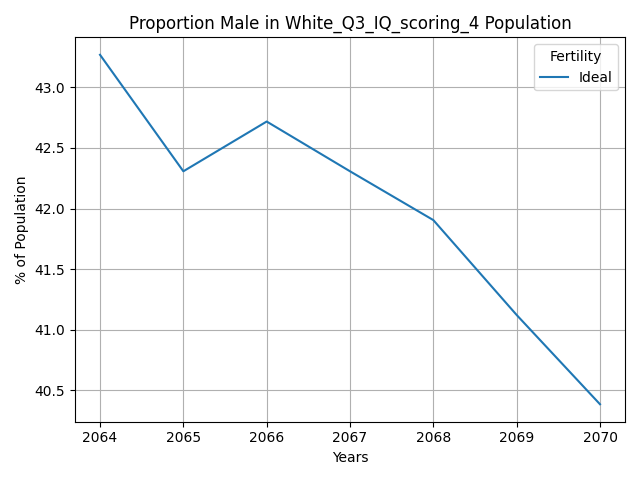 Proportion Male in White_Q3_IQ_scoring_4 Population
Fertility
Ideal
% of Population
43.0
42.5
42.0
41.5
41.0
40.5
2064 2065 2066 2067 2068 2069 2070
Years